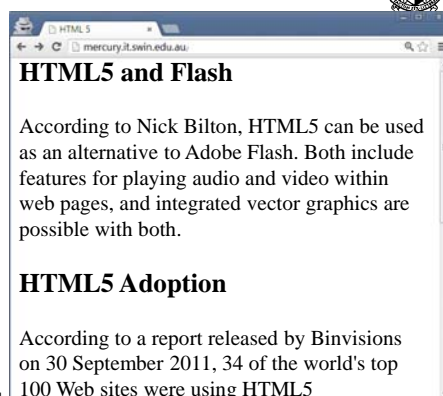 HTML 5
mercury.it.swin.edu.au
HTML5 and Flash
According to Nick Bilton, HTML5 can be used
as an alternative to Adobe Flash. Both include
features for playing audio and video within
web pages, and integrated vector graphics are
possible with both.
HTML5 Adoption
According to a report released by Binvisions
on 30 September 2011, 34 of the world's top
100 Web sites were using HTML5